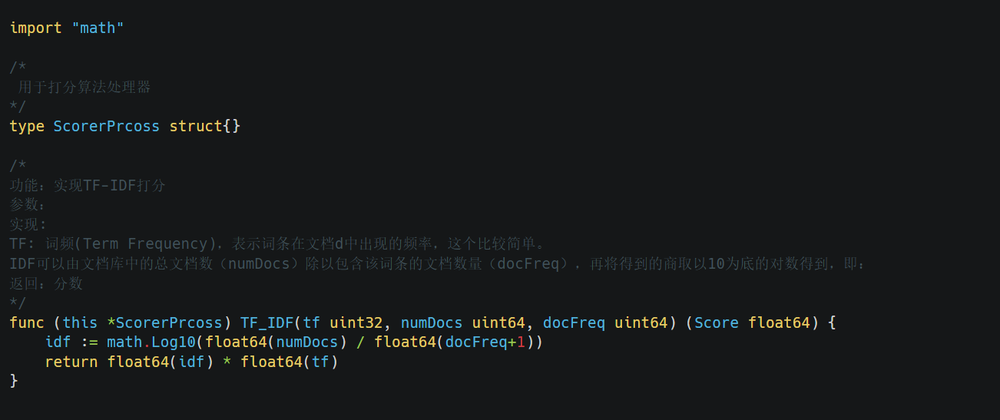 import "math"
/*
用于打分算法处理器
*/
type ScorerPrcoss struct{}
/*
功能：实现TF-IDF打分
参数：
实现:
TF: 词频(Term Frequency)，表示词条在文档d中出现的频率，这个比较简单。
IDF可以由文档库中的总文档数（numDocs）除以包含该词条的文档数量（docFreq），再将得到的商取以10为底的对数得到，即：
返回：分数
*/
func (this *ScorerPrcoss) TF_IDF(tf uint32, numDocs uint64, docFreq uint64) (Score float64) {
idf := math.Log10(float64(numDocs) / float64(docFreq+1))
return float64(idf) * float64(tf)
}